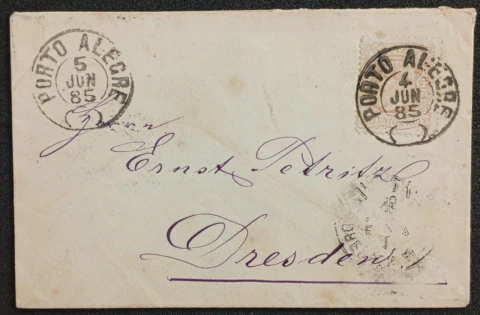 PORTO ALEGRE
5
JUN
85
PORTO ALEGRE
4
JUN
85
Herrn
Ernst Petritz
Dresden